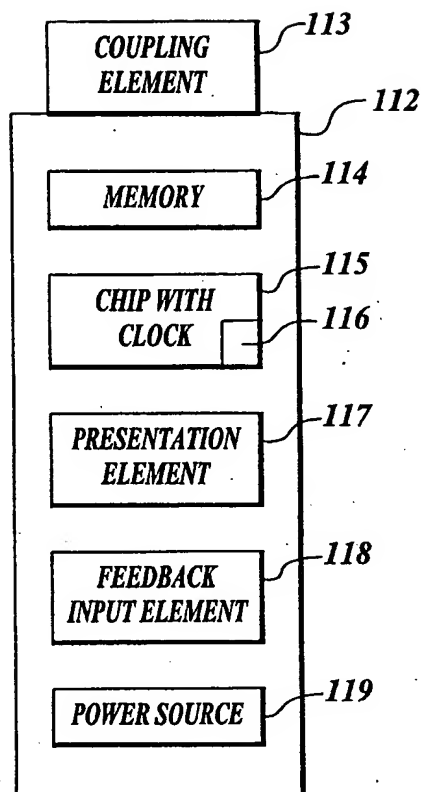 COUPLING
ELEMENT
113
112
MEMORY
114
CHIP WITH
CLOCK
115
116
PRESENTATION
ELEMENT
117
FEEDBACK
INPUT ELEMENT
118
POWER SOURCE
119